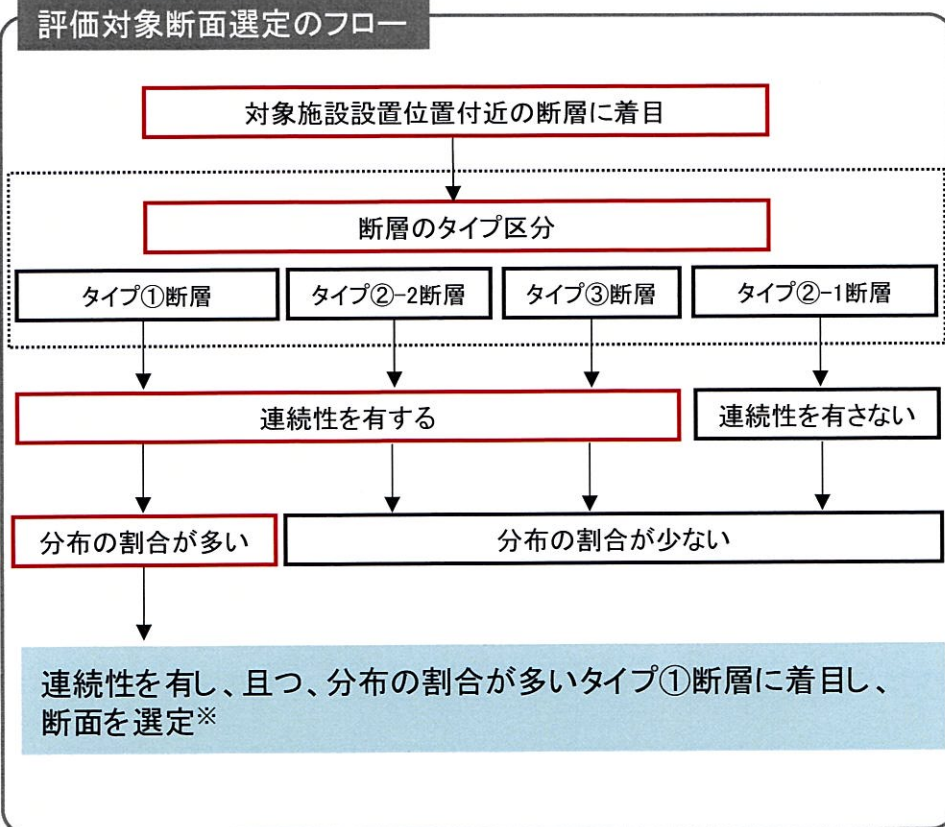 評価対象断面選定のフロー
対象施設設置位置付近の断層に着目
断層のタイプ区分
タイプ①断層
タイプ②-2断層
タイプ③断層
タイプ②-1断層
連続性を有する
連続性を有さない
分布の割合が多い
分布の割合が少ない
連続性を有し、且つ、分布の割合が多いタイプ①断層に着目し、
断面を選定※